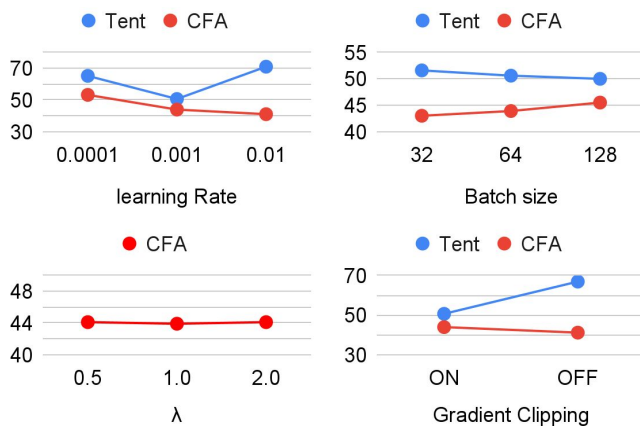 Tent CFA
70
50
30
0.0001 0.001 0.01
learning Rate
Tent CFA
55
50
45
40
32 64 128
Batch size
CFA
48
44
40
0.5 1.0 2.0
λ
Tent CFA
70
50
30
ON OFF
Gradient Clipping